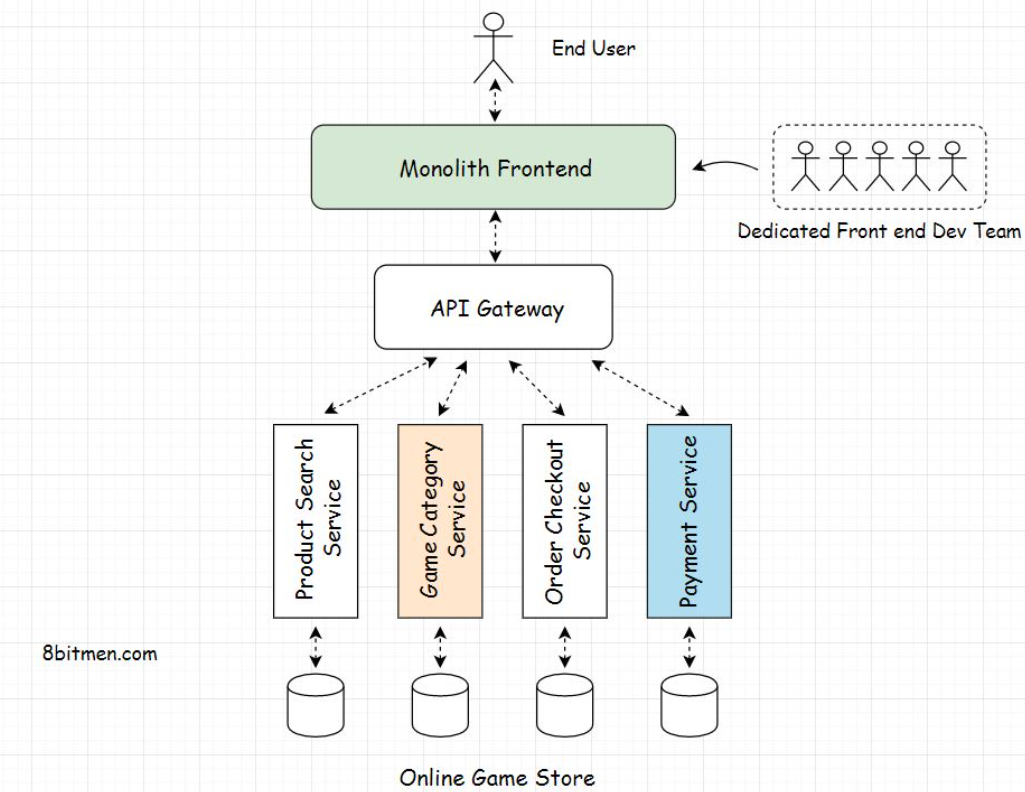 End User
Monolith Frontend
Dedicated Front end Dev Team
API Gateway
Product Search
Service
Game Category
Service
Order Checkout
Service
Payment Service
8bitmen.com
Online Game Store